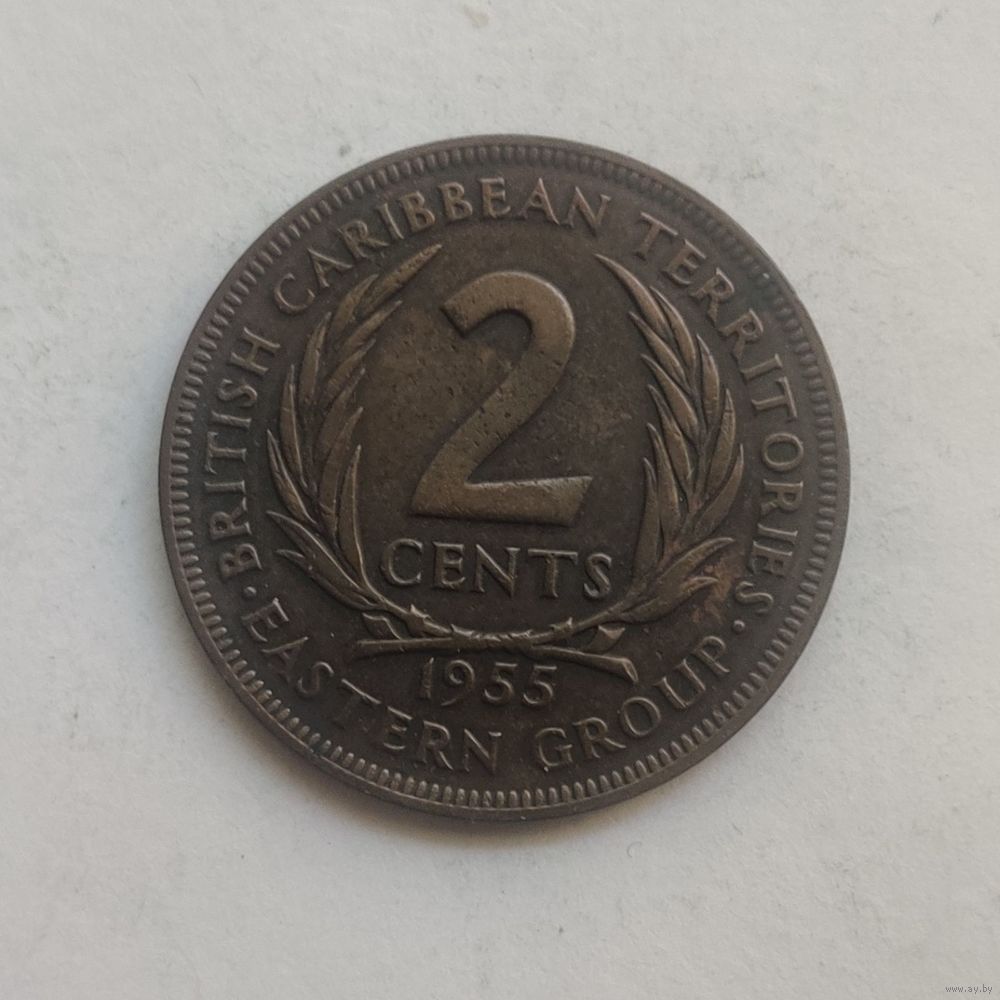 BRITISH CARIBBEAN TERRITORIES
2
CENTS
1955
· EASTERN GROUP ·
www.ay.by